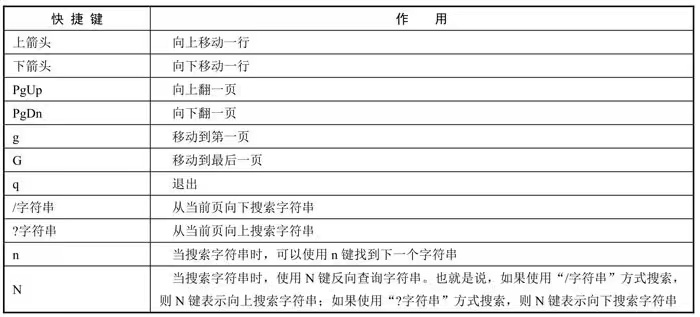 快 捷 键 作 用
上箭头 向上移动一行
下箭头 向下移动一行
PgUp 向上翻一页
PgDn 向下翻一页
g 移动到第一页
G 移动到最后一页
q 退出
/字符串 从当前页向下搜索字符串
?字符串 从当前页向上搜索字符串
n 当搜索字符串时，可以使用 n 键找到下一个字符串
N 当搜索字符串时，使用 N 键反向查询字符串。也就是说，如果使用“/字符串”方式搜索，
则 N 键表示向上搜索字符串；如果使用“?字符串”方式搜索，则 N 键表示向下搜索字符串